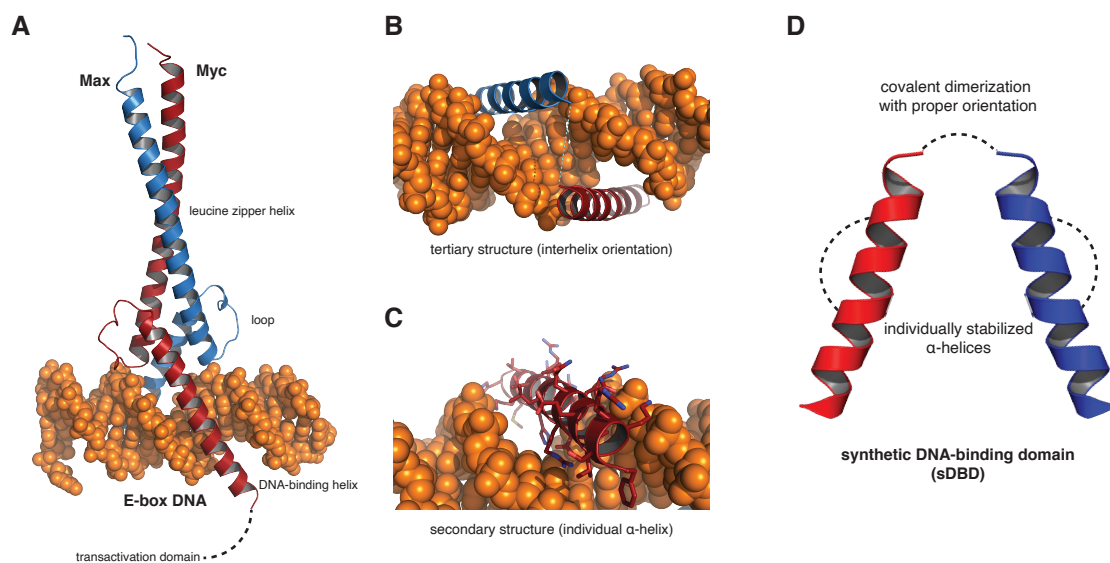 A
Max
Myc
leucine zipper helix
loop
DNA-binding helix
E-box DNA
transactivation domain
B
tertiary structure (interhelix orientation)
C
secondary structure (individual α-helix)
D
covalent dimerization
with proper orientation
individually stabilized
α-helices
synthetic DNA-binding domain
(sDBD)